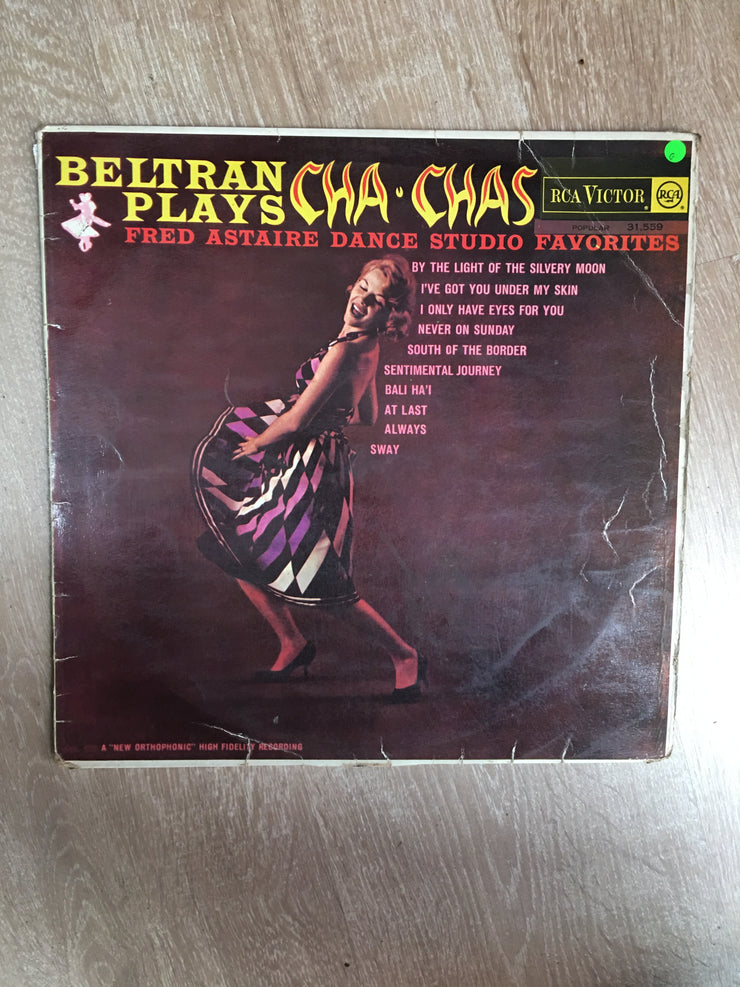 BELTRAN
PLAYS
CHA·CHAS
RCA VICTOR
RCA
POPULAR 31,559
FRED ASTAIRE DANCE STUDIO FAVORITES
BY THE LIGHT OF THE SILVERY MOON
I'VE GOT YOU UNDER MY SKIN
I ONLY HAVE EYES FOR YOU
NEVER ON SUNDAY
SOUTH OF THE BORDER
SENTIMENTAL JOURNEY
BALI HA'I
AT LAST
ALWAYS
SWAY
A "NEW ORTHOPHONIC" HIGH FIDELITY RECORDING